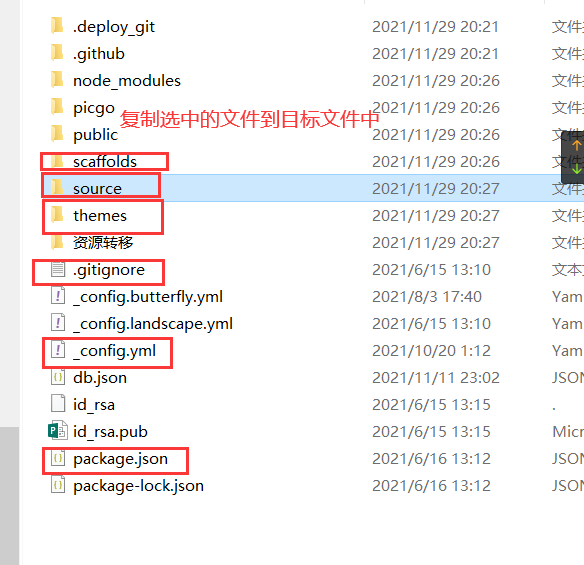 .deploy_git 2021/11/29 20:21 文件
.github 2021/11/29 20:21 文件
node_modules 2021/11/29 20:26 文件
picgo 2021/11/29 20:26 文件
复制选中的文件到目标文件中
public 2021/11/29 20:26 文件
scaffolds 2021/11/29 20:26 文件
source 2021/11/29 20:27 文件
themes 2021/11/29 20:27 文件
资源转移 2021/11/29 20:27 文件
.gitignore 2021/6/15 13:10 文本
_config.butterfly.yml 2021/8/3 17:40 Yam
_config.landscape.yml 2021/6/15 13:10 Yam
_config.yml 2021/10/20 1:12 Yam
db.json 2021/11/11 23:02 JSON
id_rsa 2021/6/15 13:15 .
id_rsa.pub 2021/6/15 13:15 Micr
package.json 2021/6/16 13:12 JSON
package-lock.json 2021/6/16 13:12 JSON